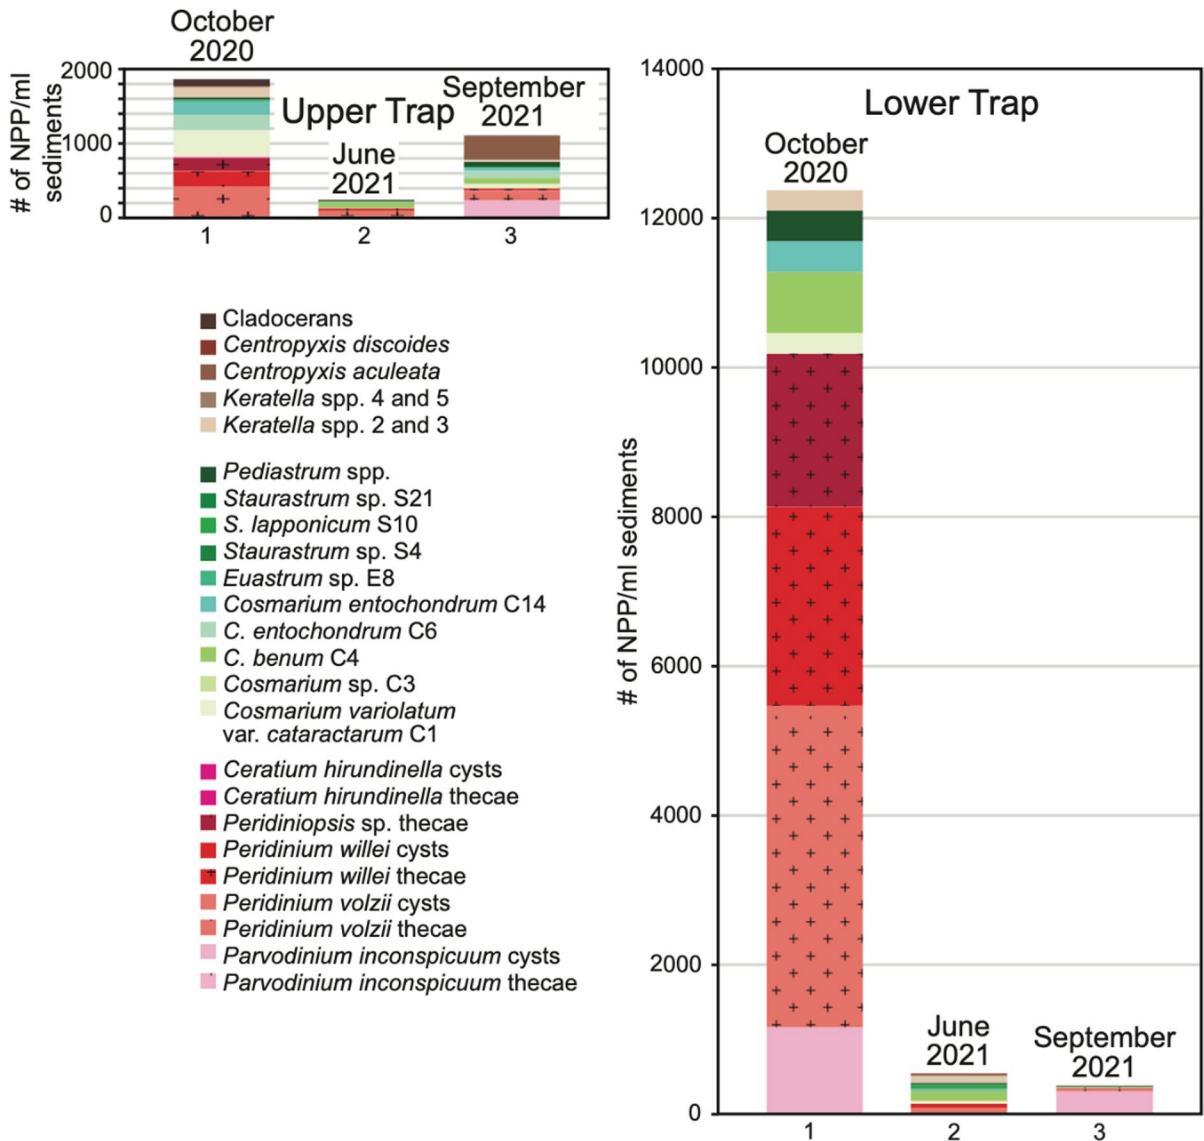 October
2020
2000
1000
0
# of NPP/ml
sediments
Upper Trap
June
2021
September
2021
1
2
3
Cladocerans
Centropyxis discoides
Centropyxis aculeata
Keratella spp. 4 and 5
Keratella spp. 2 and 3
Pediastrum spp.
Staurastrum sp. S21
S. lapponicum S10
Staurastrum sp. S4
Euastrum sp. E8
Cosmarium entochondrum C14
C. entochondrum C6
C. benum C4
Cosmarium sp. C3
Cosmarium variolatum
var. cataractarum C1
Ceratium hirundinella cysts
Ceratium hirundinella thecae
Peridiniopsis sp. thecae
Peridinium willei cysts
Peridinium willei thecae
Peridinium volzii cysts
Peridinium volzii thecae
Parvodinium inconspicuum cysts
Parvodinium inconspicuum thecae
14000
12000
10000
8000
6000
4000
2000
0
# of NPP/ml sediments
Lower Trap
October
2020
June
2021
September
2021
1
2
3